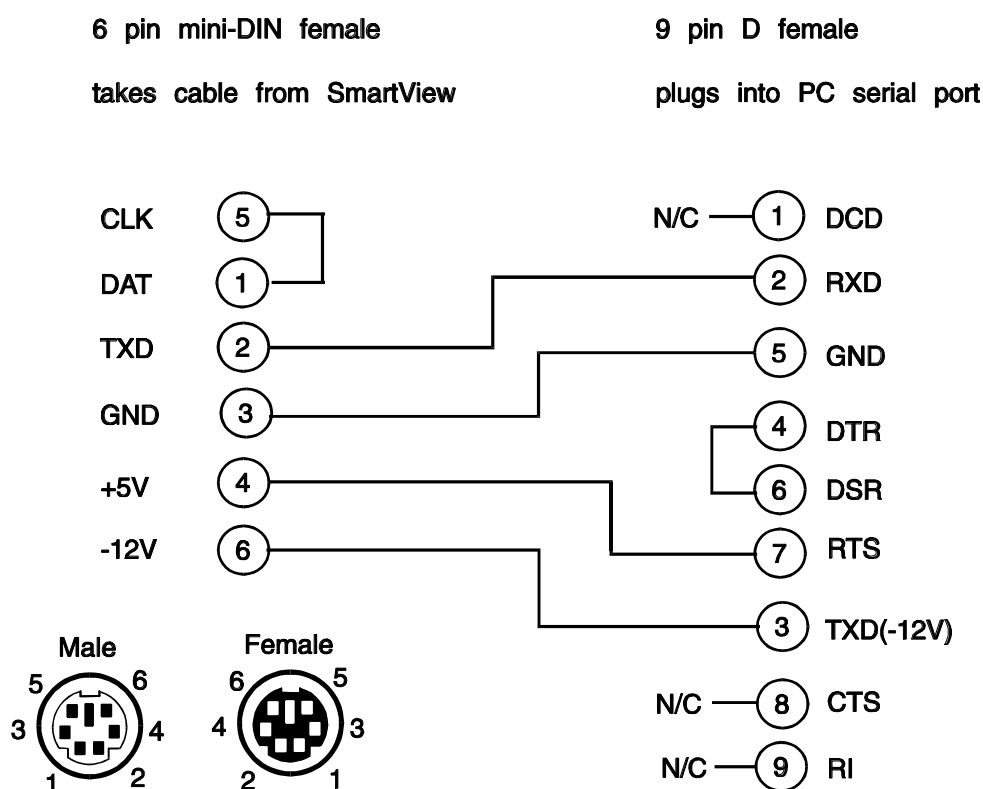 6 pin mini-DIN female
takes cable from SmartView
9 pin D female
plugs into PC serial port
CLK 5
DAT 1
TXD 2
GND 3
+5V 4
-12V 6
N/C 1 DCD
2 RXD
5 GND
4 DTR
6 DSR
7 RTS
3 TXD(-12V)
N/C 8 CTS
N/C 9 RI
Male
5 6
3 4
1 2
Female
6 5
4 3
2 1